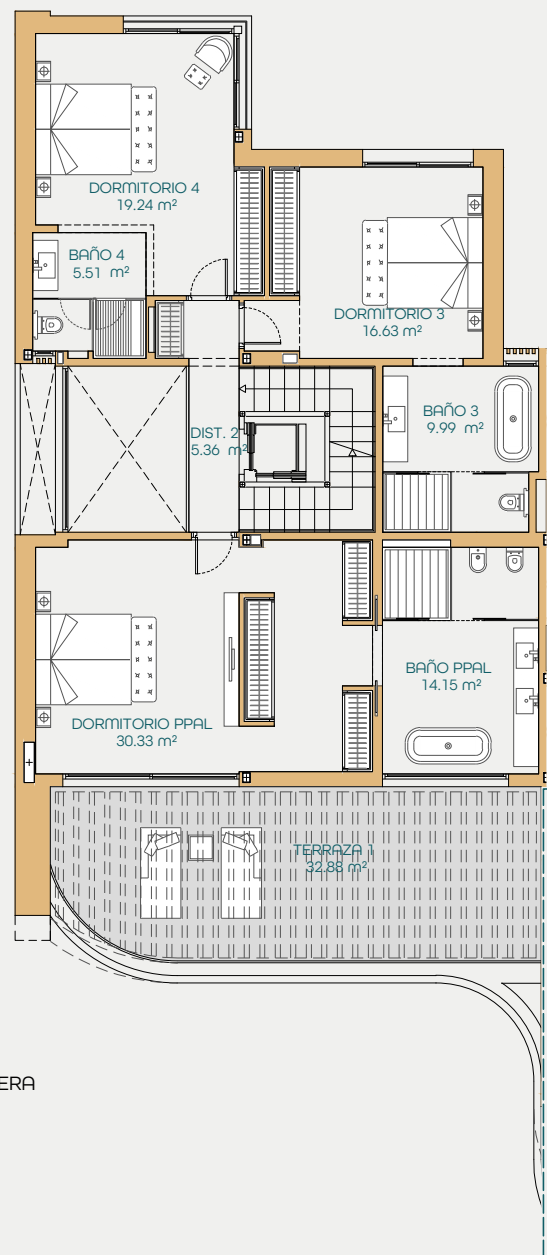 DORMITORIO 4
19.24 m²
BAÑO 4
5.51 m²
DORMITORIO 3
16.63 m²
BAÑO 3
9.99 m²
DIST. 2
5.36 m²
BAÑO PPAL
14.15 m²
DORMITORIO PPAL
30.33 m²
TERRAZA 1
32.88 m²
ERA